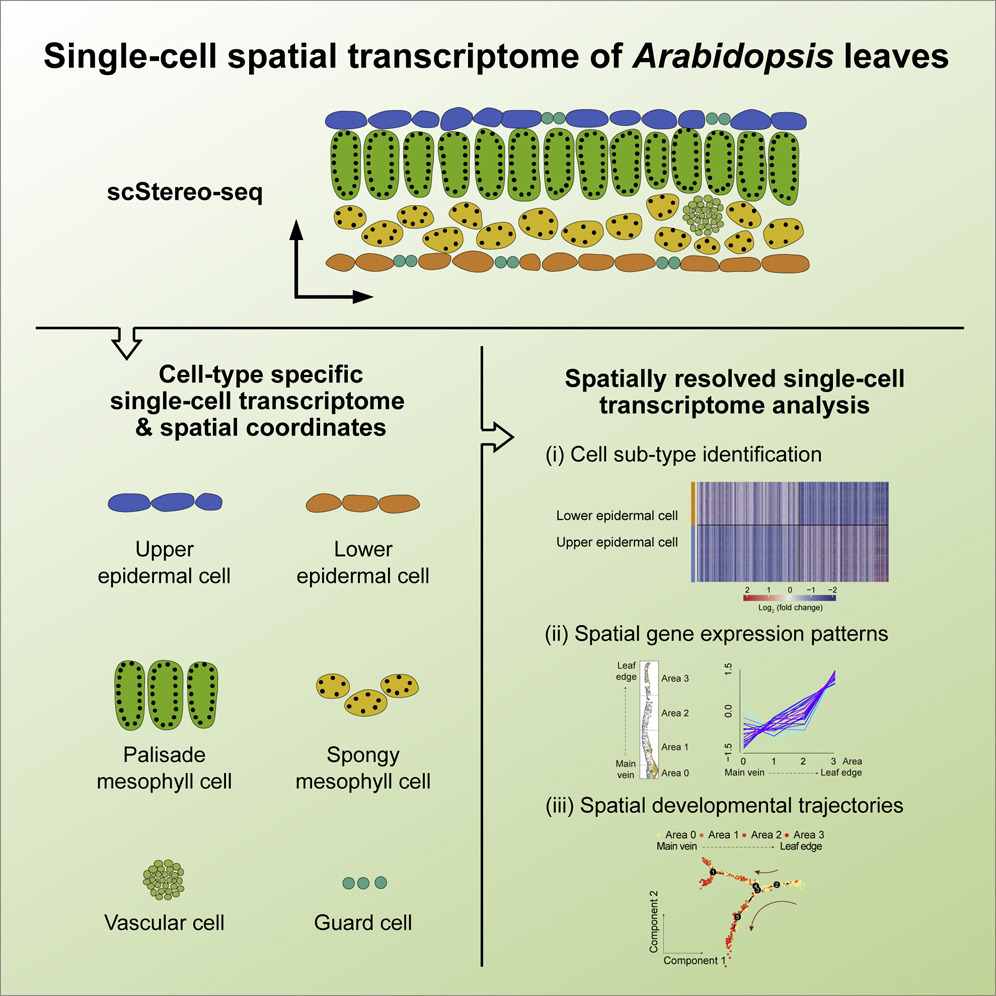 Single-cell spatial transcriptome of Arabidopsis leaves
scStereo-seq
Cell-type specific
single-cell transcriptome
& spatial coordinates
Upper
epidermal cell
Lower
epidermal cell
Palisade
mesophyll cell
Spongy
mesophyll cell
Vascular cell
Guard cell
Spatially resolved single-cell
transcriptome analysis
(i) Cell sub-type identification
Lower epidermal cell
Upper epidermal cell
2 1 0 −1 −2
Log2 (fold change)
(ii) Spatial gene expression patterns
Leaf
edge
Area 3
Area 2
Area 1
Main
vein
Area 0
1.5
0.0
−1.5
0 1 2 3 Area
Main vein Leaf edge
(iii) Spatial developmental trajectories
Area 0 Area 1 Area 2 Area 3
Main vein Leaf edge
1
2
Component 2
Component 1